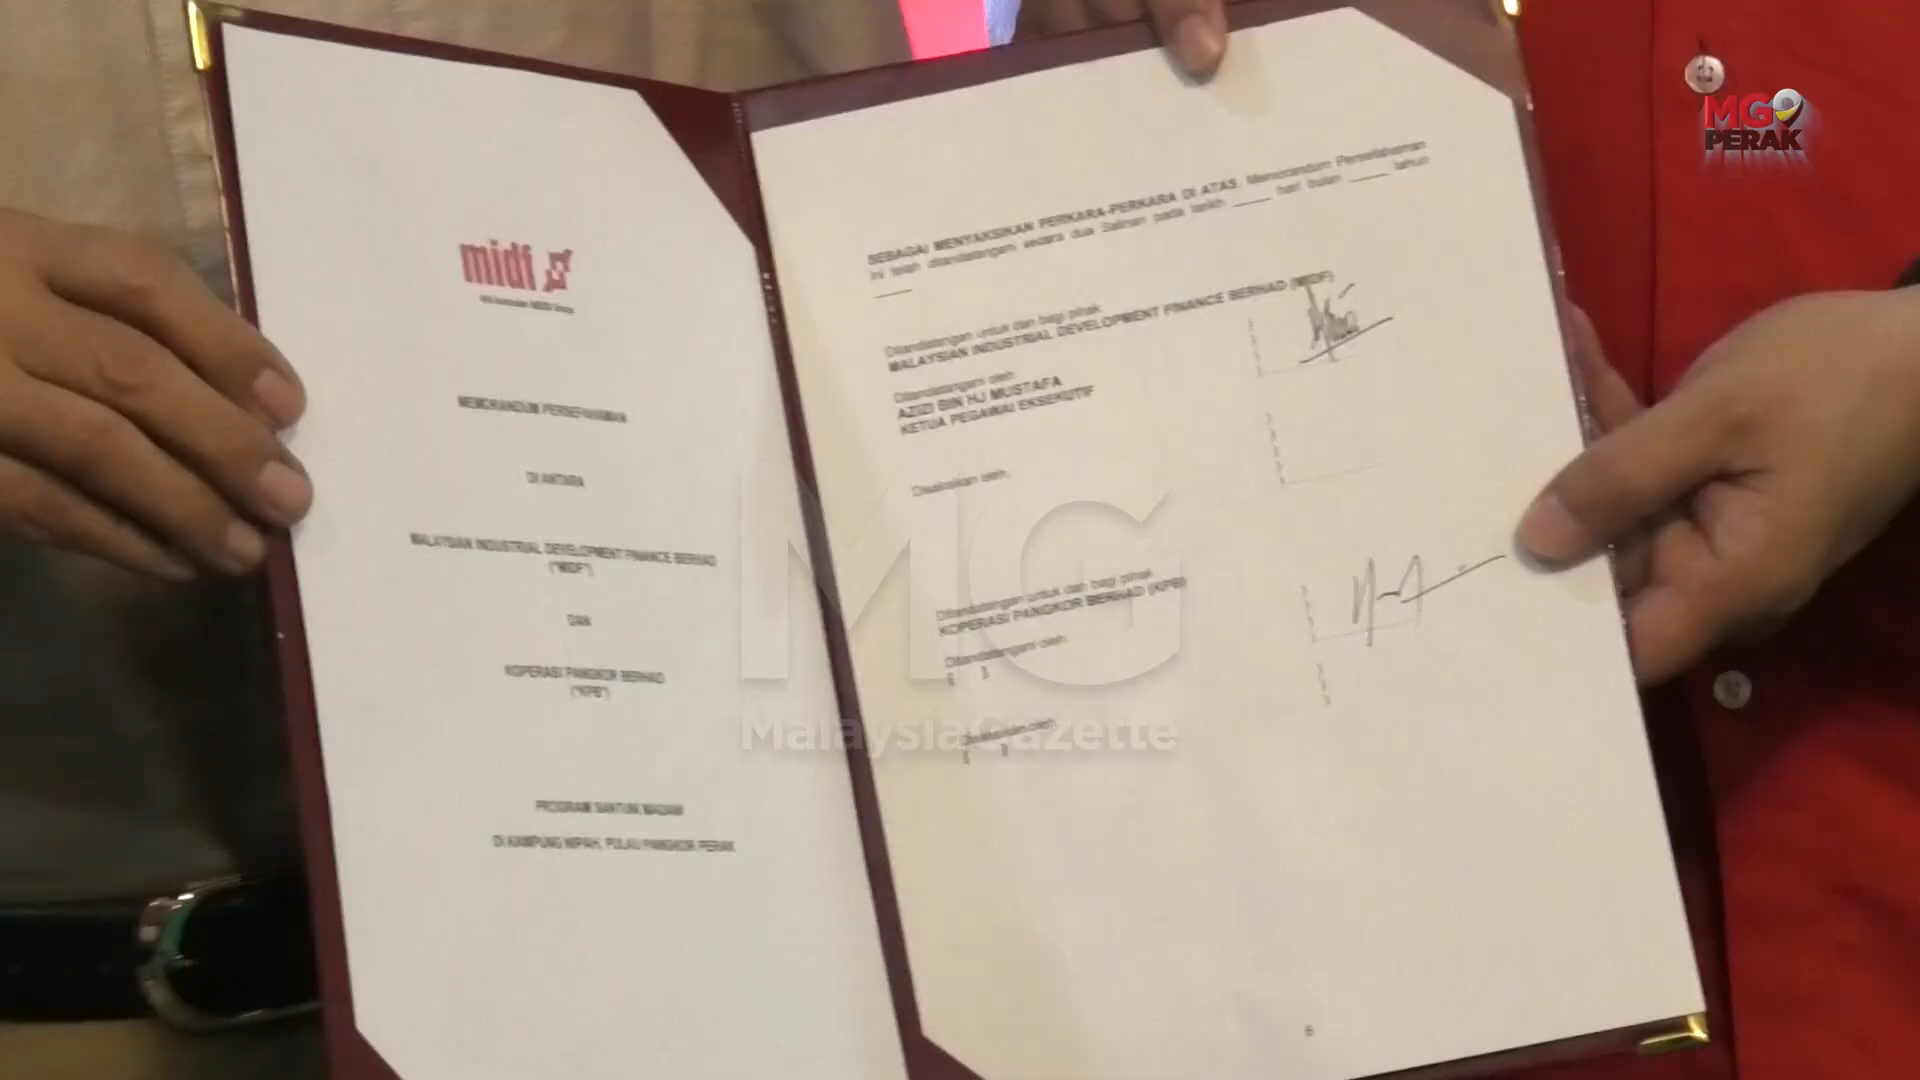 midf
MEMORANDUM PERSEFAHAMAN
DI ANTARA
MALAYSIAN INDUSTRIAL DEVELOPMENT FINANCE BERHAD
("MIDF")
DAN
KOPERASI PANGKOR BERHAD
("KPB")
PROGRAM SANTUNI MADANI
DI KAMPUNG NIPAH, PULAU PANGKOR PERAK
SEBAGAI MENYAKSIKAN PERKARA-PERKARA DI ATAS, Memorandum Persefahaman
ini telah ditandatangani secara dua Salinan pada tarikh ____ hari bulan ____ tahun
____
Ditandatangani untuk dan bagi pihak
MALAYSIAN INDUSTRIAL DEVELOPMENT FINANCE BERHAD (MIDF)
Ditandatangani oleh:
AZIZI BIN HJ MUSTAFA
KETUA PEGAWAI EKSEKUTIF
Disaksikan oleh:
Ditandatangani untuk dan bagi pihak
KOPERASI PANGKOR BERHAD (KPB)
Ditandatangani oleh:
[ ]
Disaksikan oleh:
[ ]
6
MG
PERAK
MG
MalaysiaGazette